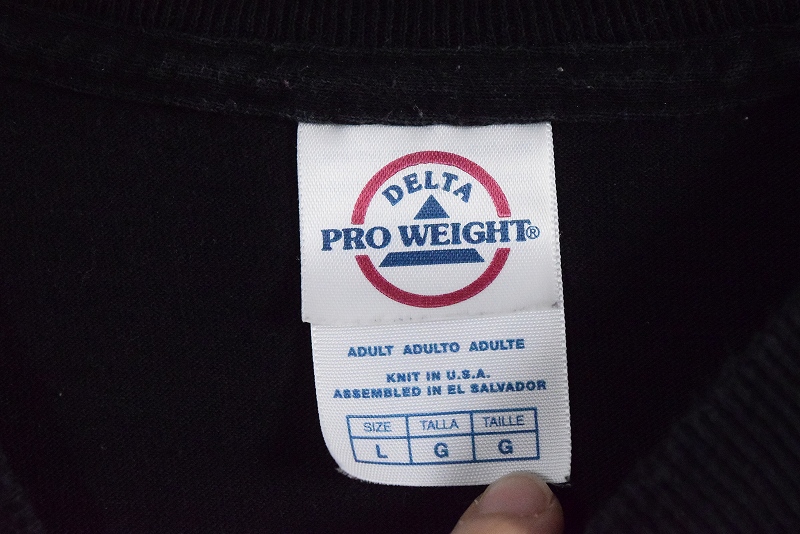 DELTA
PRO WEIGHT®
ADULT ADULTO ADULTE
KNIT IN U.S.A.
ASSEMBLED IN EL SALVADOR
SIZE TALLA TAILLE
L G G